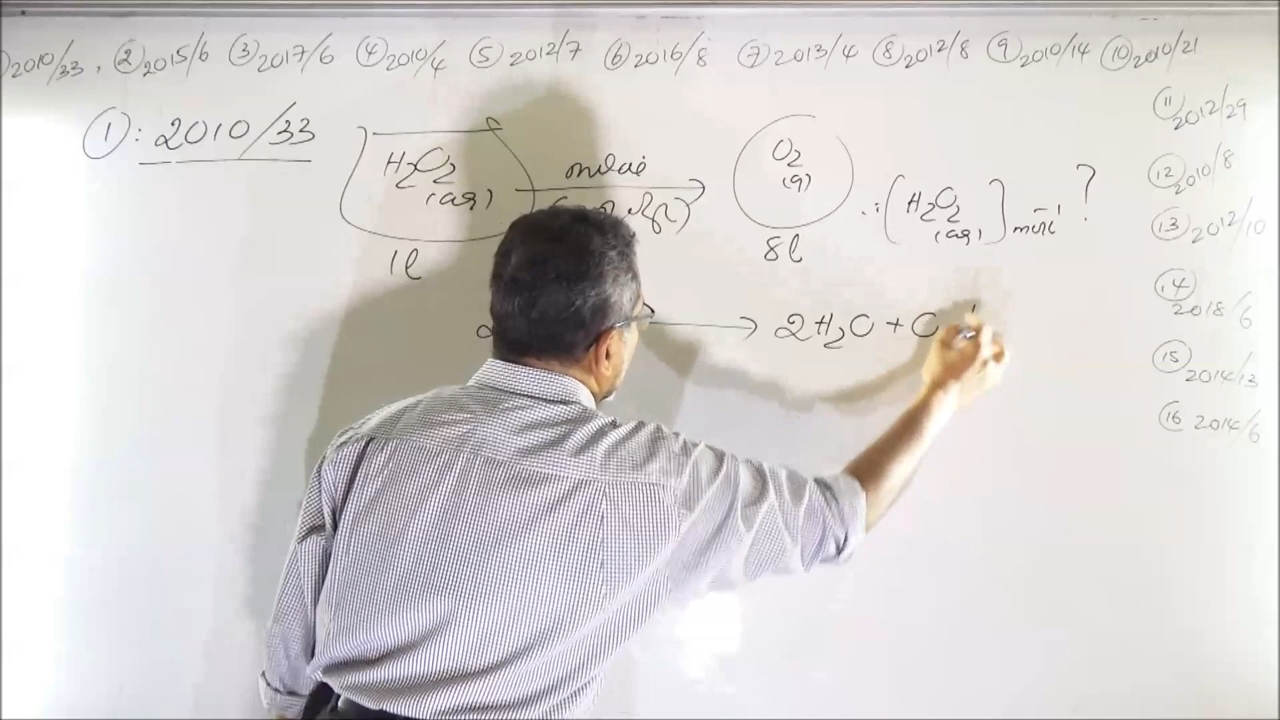 2010/33, ② 2015/6 ③ 2017/6 ④ 2010/4 ⑤ 2012/7 ⑥ 2016/8 ⑦ 2013/4 ⑧ 2012/8 ⑨ 2010/14 ⑩ 2010/21
⑪ 2012/29
①: 2010/33
H2O2 (aq)
O2 (g)
∴ [H2O2 (aq)] ?
1l
8l
⑫ 2010/8
⑬ 2012/10
⑭ 2018/6
2H2O + O
⑮ 2014/13
⑯ 2014/6